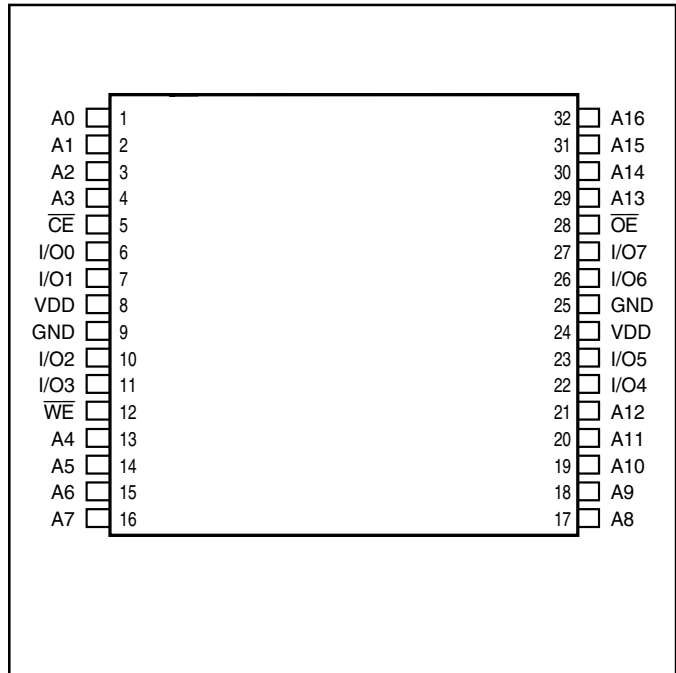 A0 1 32 A16
A1 2 31 A15
A2 3 30 A14
A3 4 29 A13
C̅E̅ 5 28 O̅E̅
I/O0 6 27 I/O7
I/O1 7 26 I/O6
VDD 8 25 GND
GND 9 24 VDD
I/O2 10 23 I/O5
I/O3 11 22 I/O4
W̅E̅ 12 21 A12
A4 13 20 A11
A5 14 19 A10
A6 15 18 A9
A7 16 17 A8